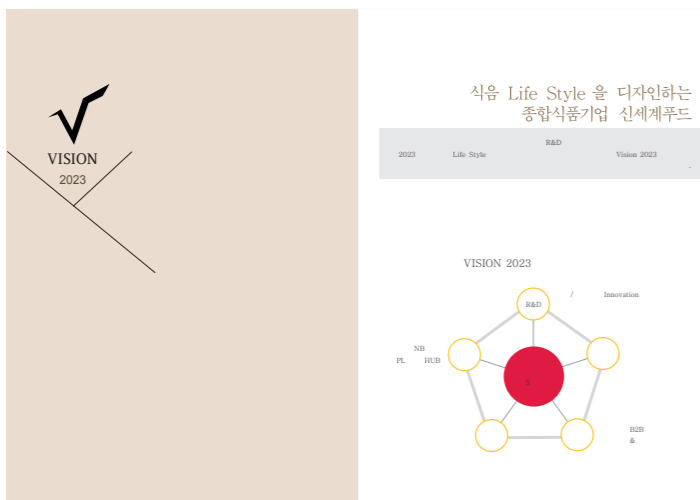 VISION
2023
식음 Life Style 을 디자인하는
종합식품기업 신세계푸드
R&D
2023 Life Style Vision 2023
.
VISION 2023
R&D / Innovation
NB
PL HUB
5
B2B
&